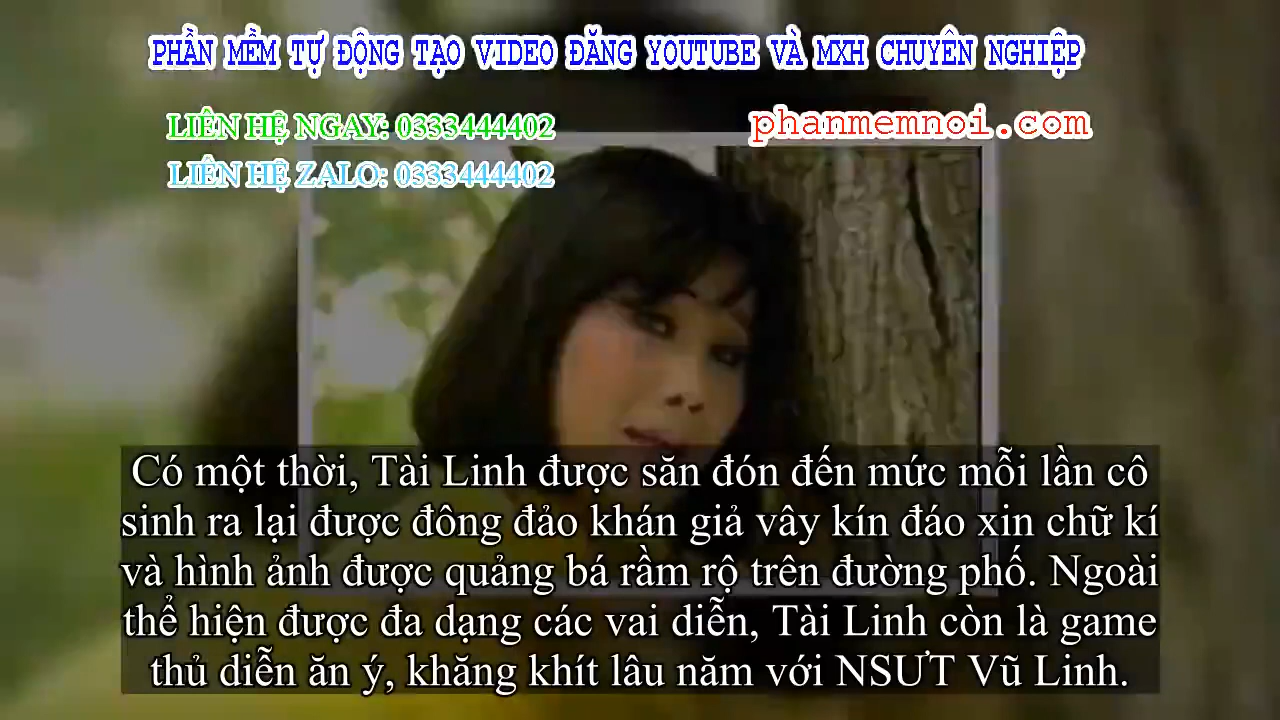 PHẦN MỀM TỰ ĐỘNG TẠO VIDEO ĐĂNG YOUTUBE VÀ MXH CHUYÊN NGHIỆP
LIÊN HỆ NGAY: 0333444402
phanmemnoi.com
LIÊN HỆ ZALO: 0333444402
Có một thời, Tài Linh được săn đón đến mức mỗi lần cô
sinh ra lại được đông đảo khán giả vây kín đáo xin chữ kí
và hình ảnh được quảng bá rầm rộ trên đường phố. Ngoài
thể hiện được đa dạng các vai diễn, Tài Linh còn là game
thủ diễn ăn ý, khăng khít lâu năm với NSƯT Vũ Linh.